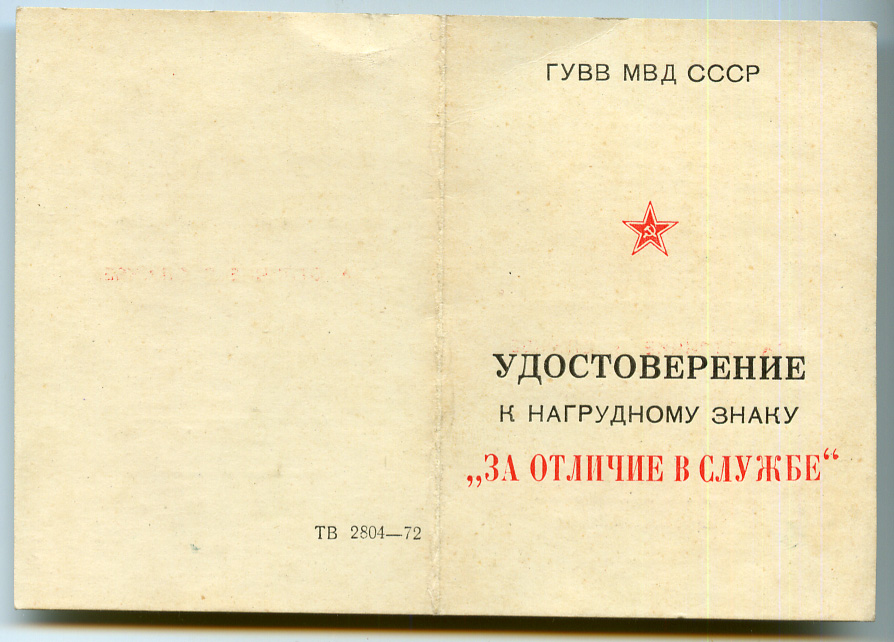 ГУВВ МВД СССР
УДОСТОВЕРЕНИЕ
К НАГРУДНОМУ ЗНАКУ
„ЗА ОТЛИЧИЕ В СЛУЖБЕ“
ТВ 2804—72